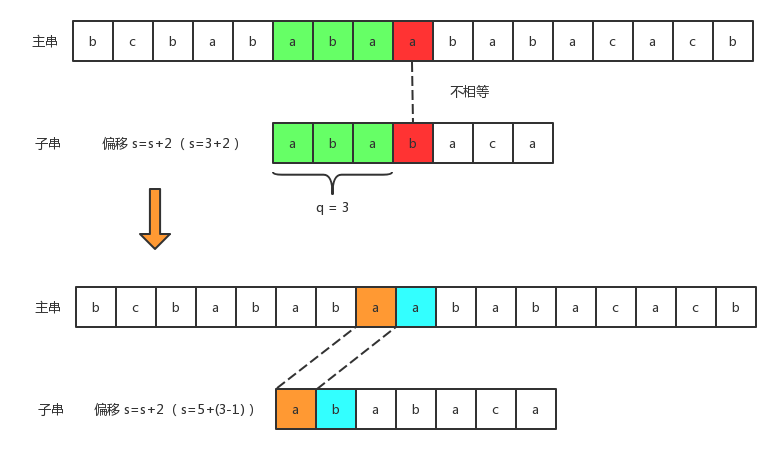 主串 b c b a b a b a a b a b a c a c b
不相等
子串 偏移 s=s+2 ( s=3+2 ) a b a b a c a
q = 3
主串 b c b a b a b a a b a b a c a c b
子串 偏移 s=s+2 ( s=5+(3-1) ) a b a b a c a